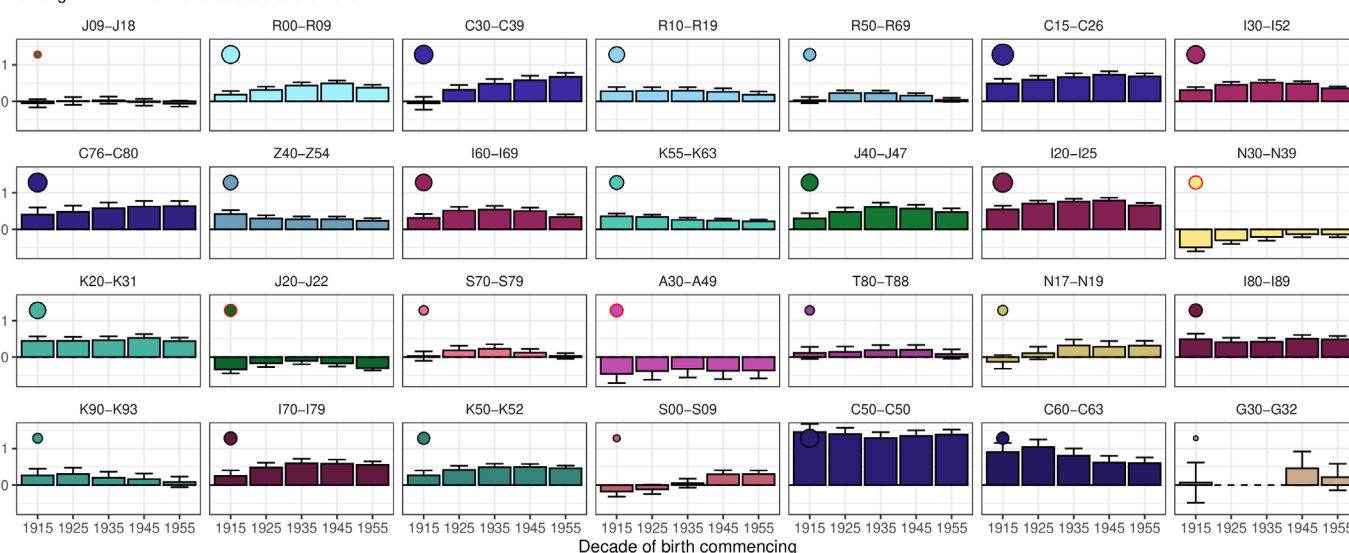 J09−J18 R00−R09 C30−C39 R10−R19 R50−R69 C15−C26 I30−I52
1
0
C76−C80 Z40−Z54 I60−I69 K55−K63 J40−J47 I20−I25 N30−N39
1
0
K20−K31 J20−J22 S70−S79 A30−A49 T80−T88 N17−N19 I80−I89
1
0
K90−K93 I70−I79 K50−K52 S00−S09 C50−C50 C60−C63 G30−G32
1
0
1915 1925 1935 1945 1955 1915 1925 1935 1945 1955 1915 1925 1935 1945 1955 1915 1925 1935 1945 1955 1915 1925 1935 1945 1955 1915 1925 1935 1945 1955 1915 1925 1935 1945 1955
Decade of birth commencing